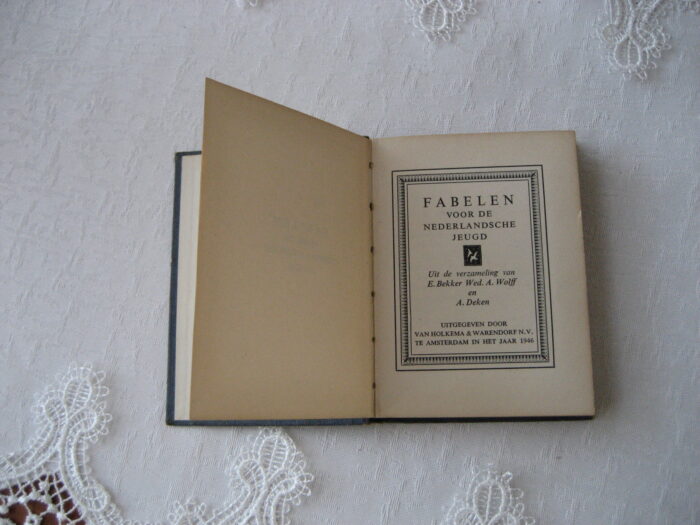 FABELEN
VOOR DE
NEDERLANDSCHE
JEUGD
Uit de verzameling van
E. Bekker Wed. A. Wolff
en
A. Deken
UITGEGEVEN DOOR
VAN HOLKEMA & WARENDORF N.V.
TE AMSTERDAM IN HET JAAR 1946